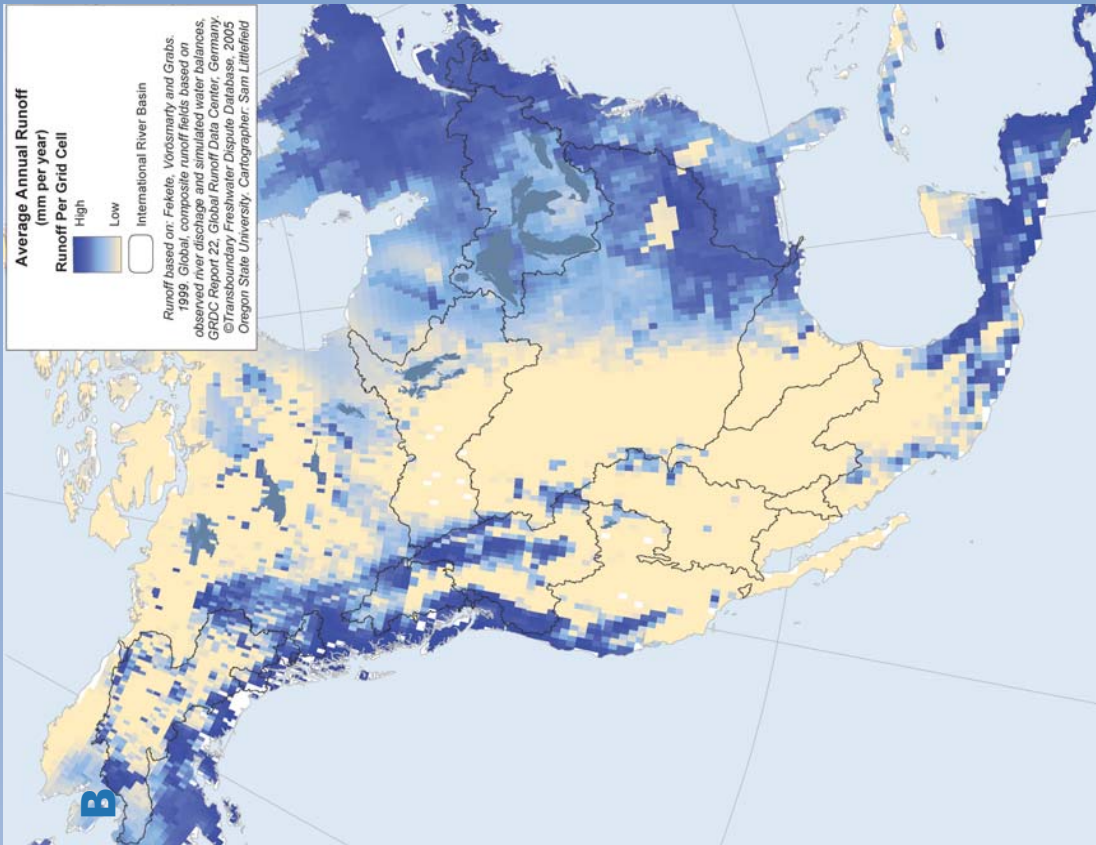 Average Annual Runoff
(mm per year)
Runoff Per Grid Cell
High
Low
International River Basin
Runoff based on: Fekete, Vörösmarty and Grabs.
1999. Global, composite runoff fields based on
observed river dischage and simulated water balances,
GRDC Report 22, Global Runoff Data Center, Germany.
©Transboundary Freshwater Dispute Database, 2005
Oregon State University. Cartographer: Sam Littlefield
B